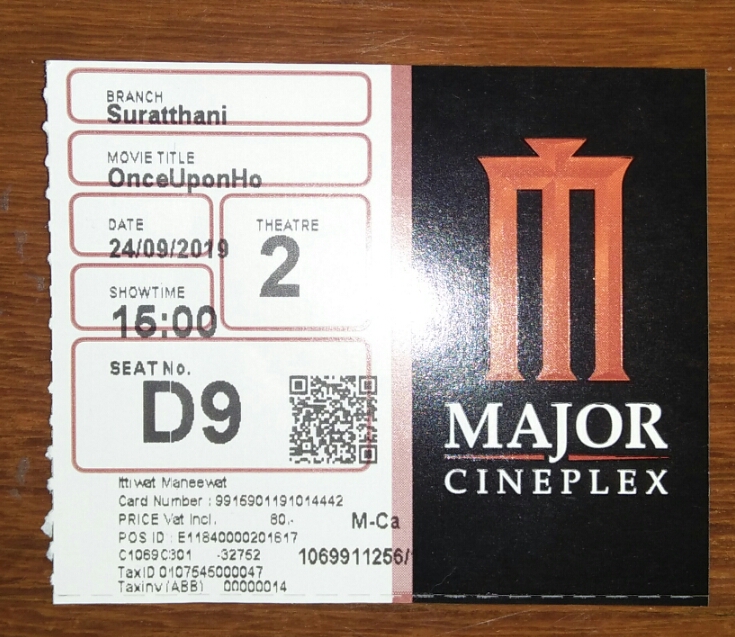 BRANCH
Suratthani
MOVIE TITLE
OnceUponHo
DATE
24/09/2019
THEATRE
2
SHOWTIME
15:00
SEAT No.
D9
Ittiwat Maneewat
Card Number : 9915901191014442
PRICE Vat Incl. 80.- M-Ca
POS ID : E11840000201617
C1069C301 -32752 1069911256/
TaxID 0107545000047
Taxinv (ABB) 00000014
MAJOR
CINEPLEX